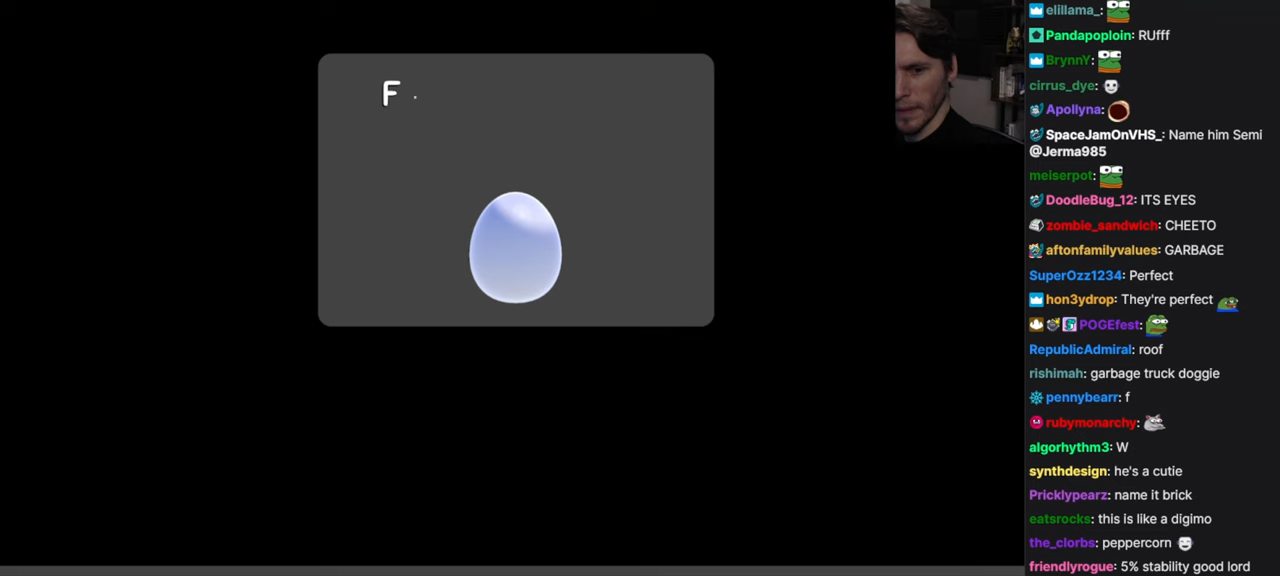 F .
elillama_:
Pandapoploin: RUfff
BrynnY:
cirrus_dye:
Apollyna:
SpaceJamOnVHS_: Name him Semi
@Jerma985
meiserpot:
DoodleBug_12: ITS EYES
zombie_sandwich: CHEETO
aftonfamilyvalues: GARBAGE
SuperOzz1234: Perfect
hon3ydrop: They're perfect
POGEfest:
RepublicAdmiral: roof
rishimah: garbage truck doggie
pennybearr: f
rubymonarchy:
algorhythm3: W
synthdesign: he's a cutie
Pricklypearz: name it brick
eatsrocks: this is like a digimo
the_clorbs: peppercorn
friendlyrogue: 5% stability good lord